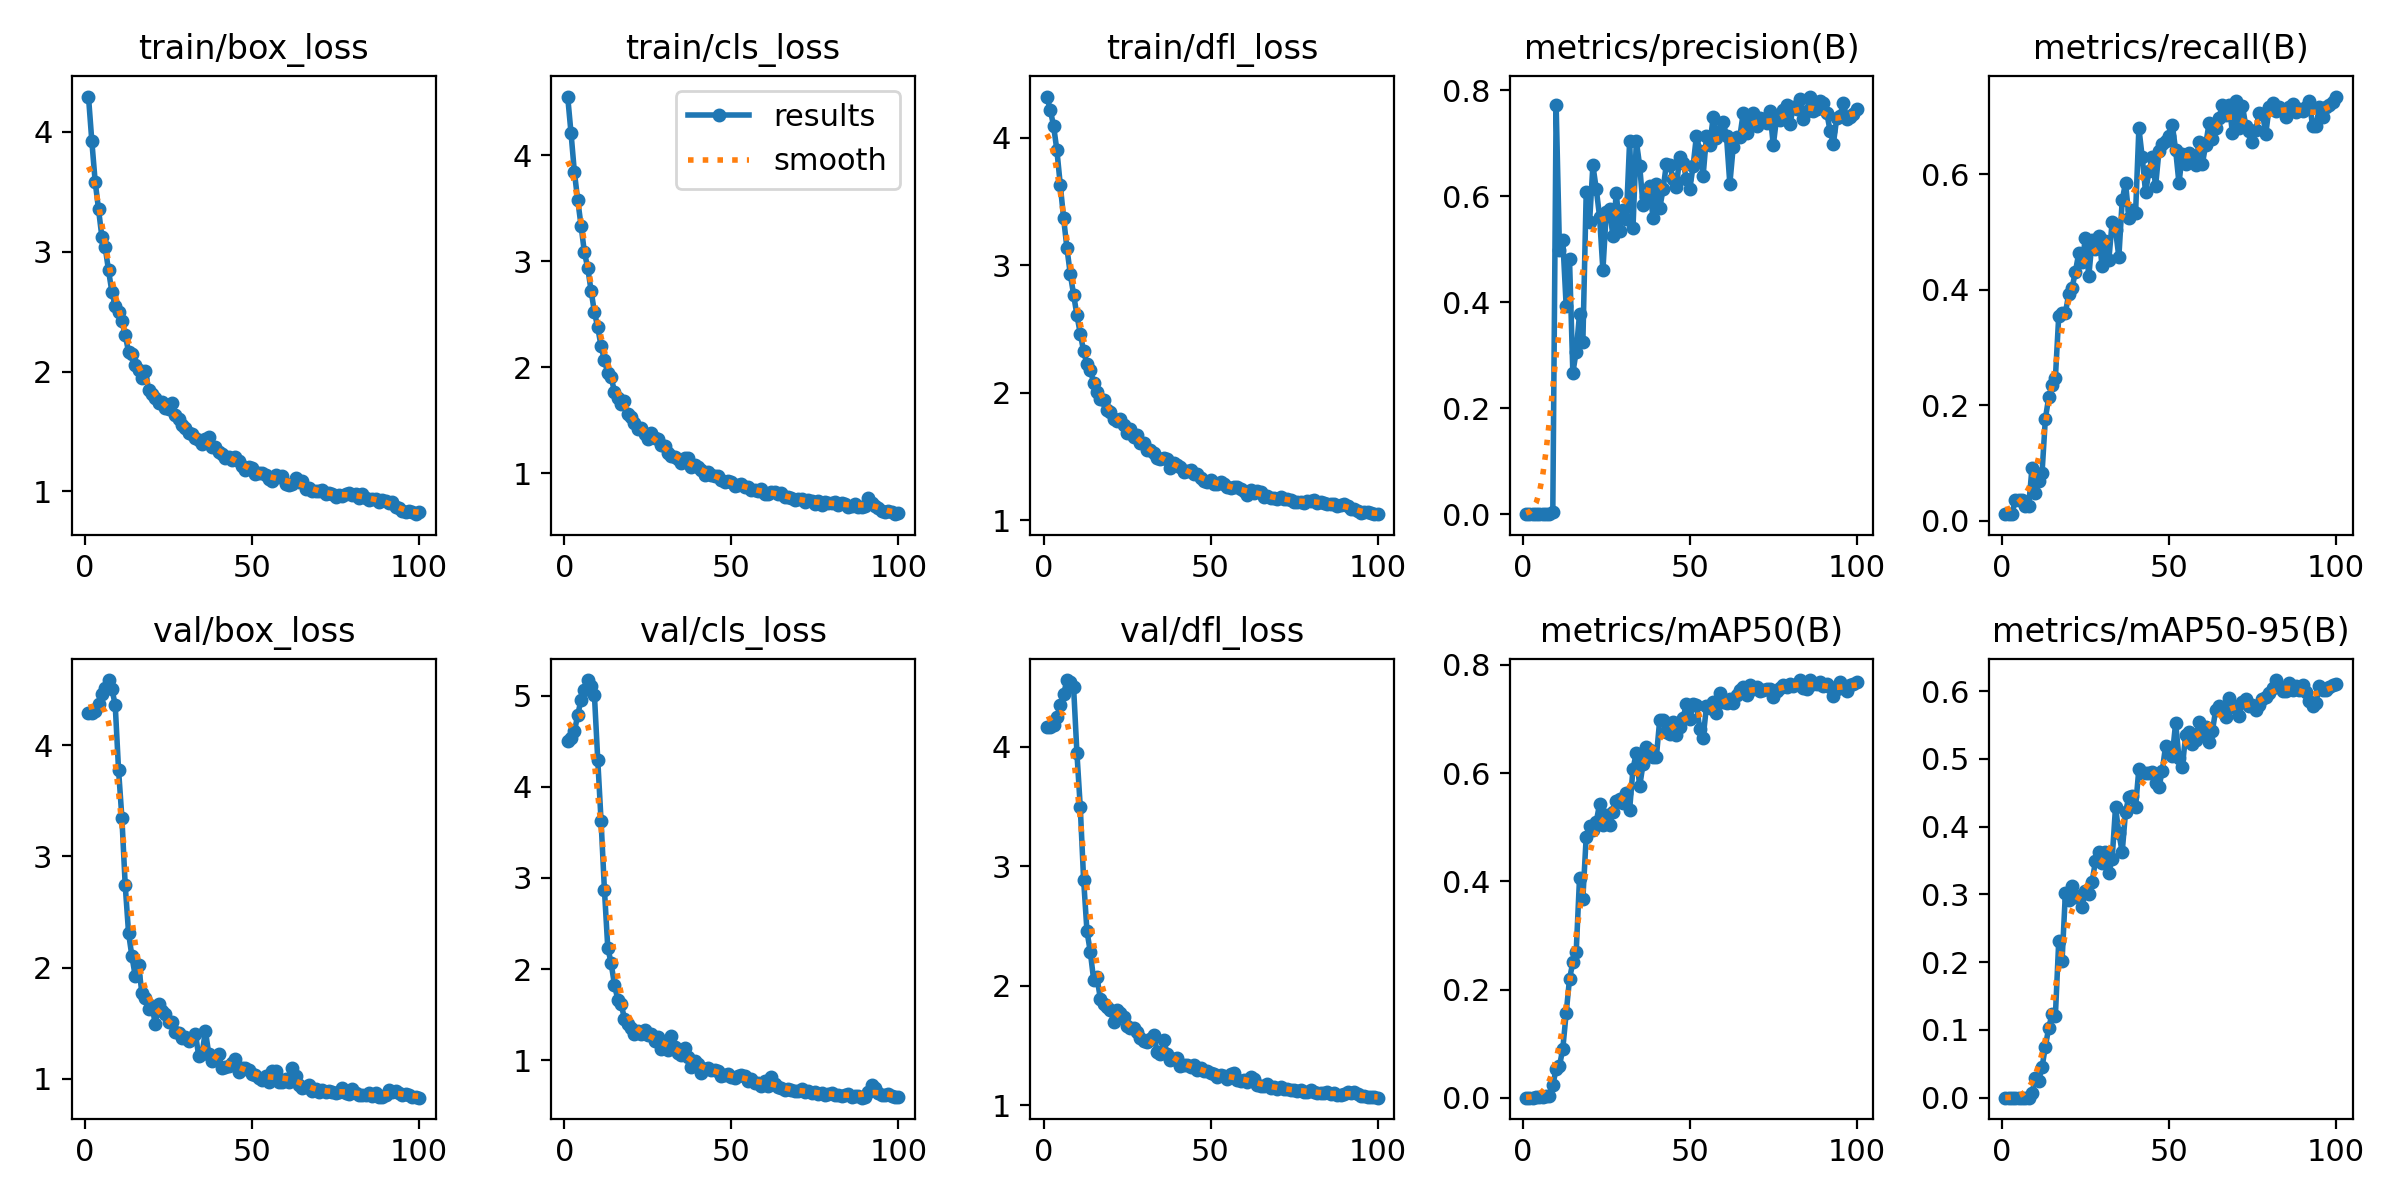 train/box_loss
4
3
2
1
0 50 100
train/cls_loss
results
smooth
4
3
2
1
0 50 100
train/dfl_loss
4
3
2
1
0 50 100
metrics/precision(B)
0.8
0.6
0.4
0.2
0.0
0 50 100
metrics/recall(B)
0.6
0.4
0.2
0.0
0 50 100
val/box_loss
4
3
2
1
0 50 100
val/cls_loss
5
4
3
2
1
0 50 100
val/dfl_loss
4
3
2
1
0 50 100
metrics/mAP50(B)
0.8
0.6
0.4
0.2
0.0
0 50 100
metrics/mAP50-95(B)
0.6
0.5
0.4
0.3
0.2
0.1
0.0
0 50 100